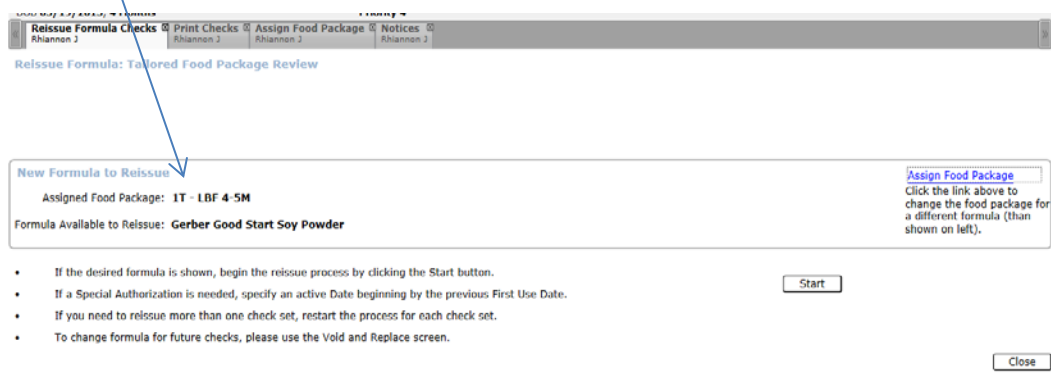 Reissue Formula Checks Print Checks Assign Food Package Notices
Rhiannon J Rhiannon J Rhiannon J Rhiannon J
Reissue Formula: Tailored Food Package Review
New Formula to Reissue
Assigned Food Package: 1T - LBF 4-5M
Formula Available to Reissue: Gerber Good Start Soy Powder
Assign Food Package
Click the link above to
change the food package for
a different formula (than
shown on left).
• If the desired formula is shown, begin the reissue process by clicking the Start button.
• If a Special Authorization is needed, specify an active Date beginning by the previous First Use Date.
• If you need to reissue more than one check set, restart the process for each check set.
• To change formula for future checks, please use the Void and Replace screen.
Start
Close